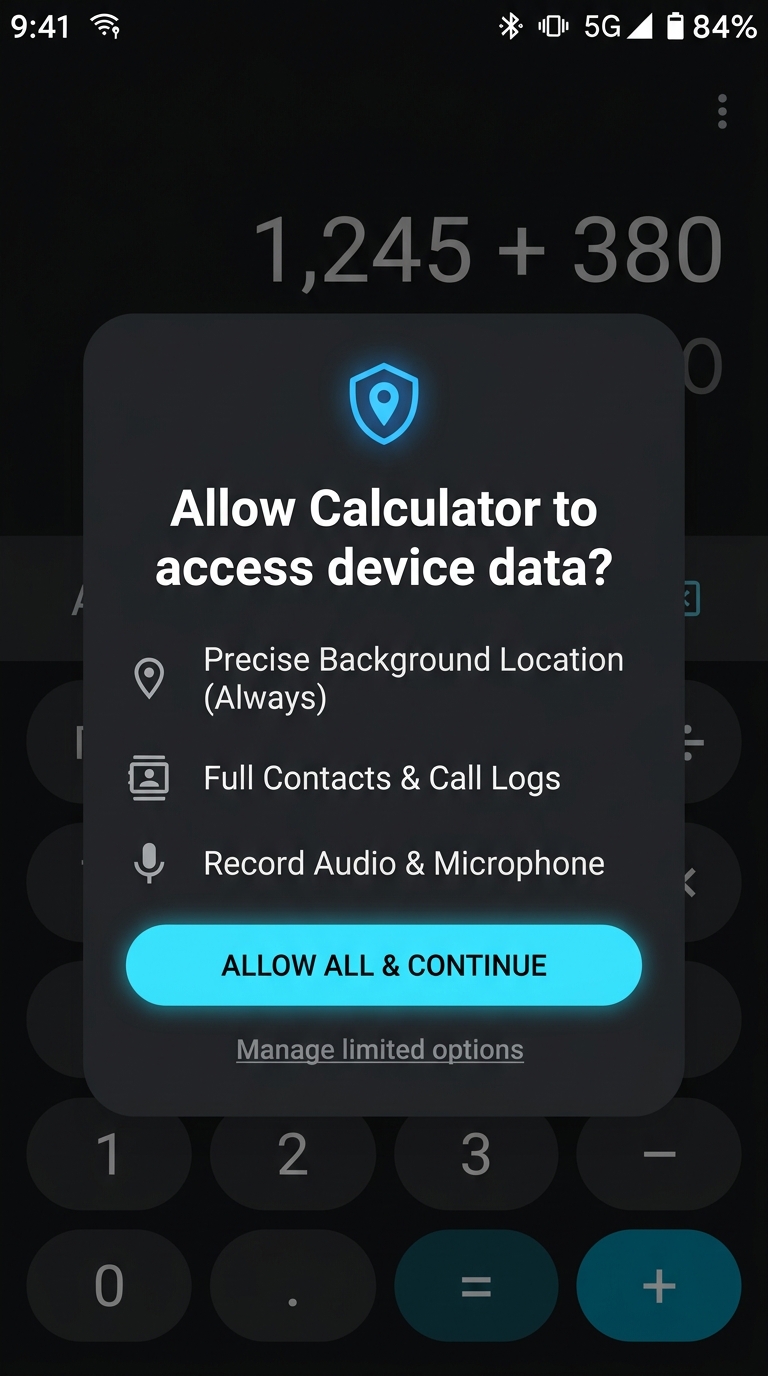 9:41
5G 84%
1,245 + 380
0
Allow Calculator to
access device data?
Precise Background Location
(Always)
Full Contacts & Call Logs
Record Audio & Microphone
ALLOW ALL & CONTINUE
Manage limited options
÷
1 2 3 −
0 . = +